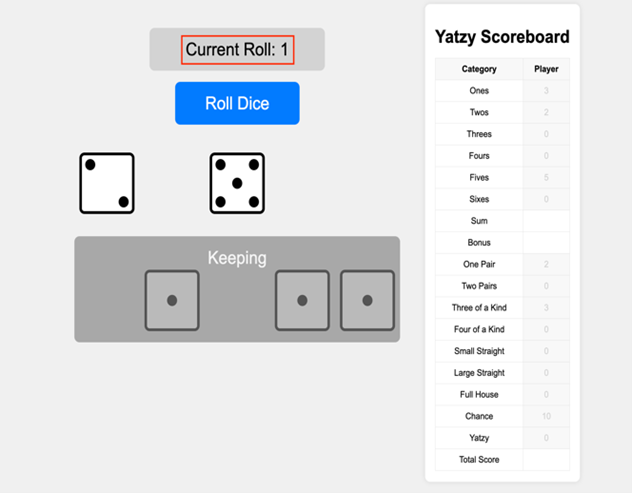 Current Roll: 1
Roll Dice
Keeping
Yatzy Scoreboard
Category Player
Ones 3
Twos 2
Threes 0
Fours 0
Fives 5
Sixes 0
Sum
Bonus
One Pair 2
Two Pairs 0
Three of a Kind 3
Four of a Kind 0
Small Straight 0
Large Straight 0
Full House 0
Chance 10
Yatzy 0
Total Score